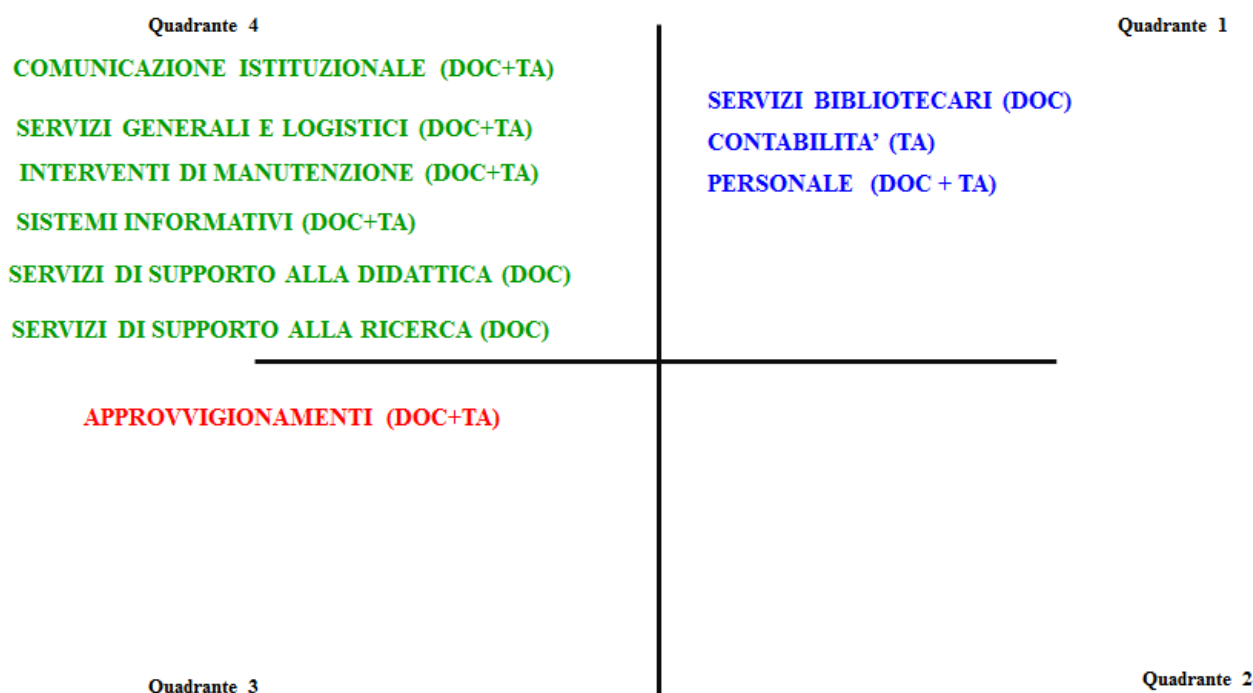 Quadrante 4
COMUNICAZIONE ISTITUZIONALE (DOC+TA)
SERVIZI GENERALI E LOGISTICI (DOC+TA)
INTERVENTI DI MANUTENZIONE (DOC+TA)
SISTEMI INFORMATIVI (DOC+TA)
SERVIZI DI SUPPORTO ALLA DIDATTICA (DOC)
SERVIZI DI SUPPORTO ALLA RICERCA (DOC)
Quadrante 1
SERVIZI BIBLIOTECARI (DOC)
CONTABILITA’ (TA)
PERSONALE (DOC + TA)
APPROVVIGIONAMENTI (DOC+TA)
Quadrante 3
Quadrante 2